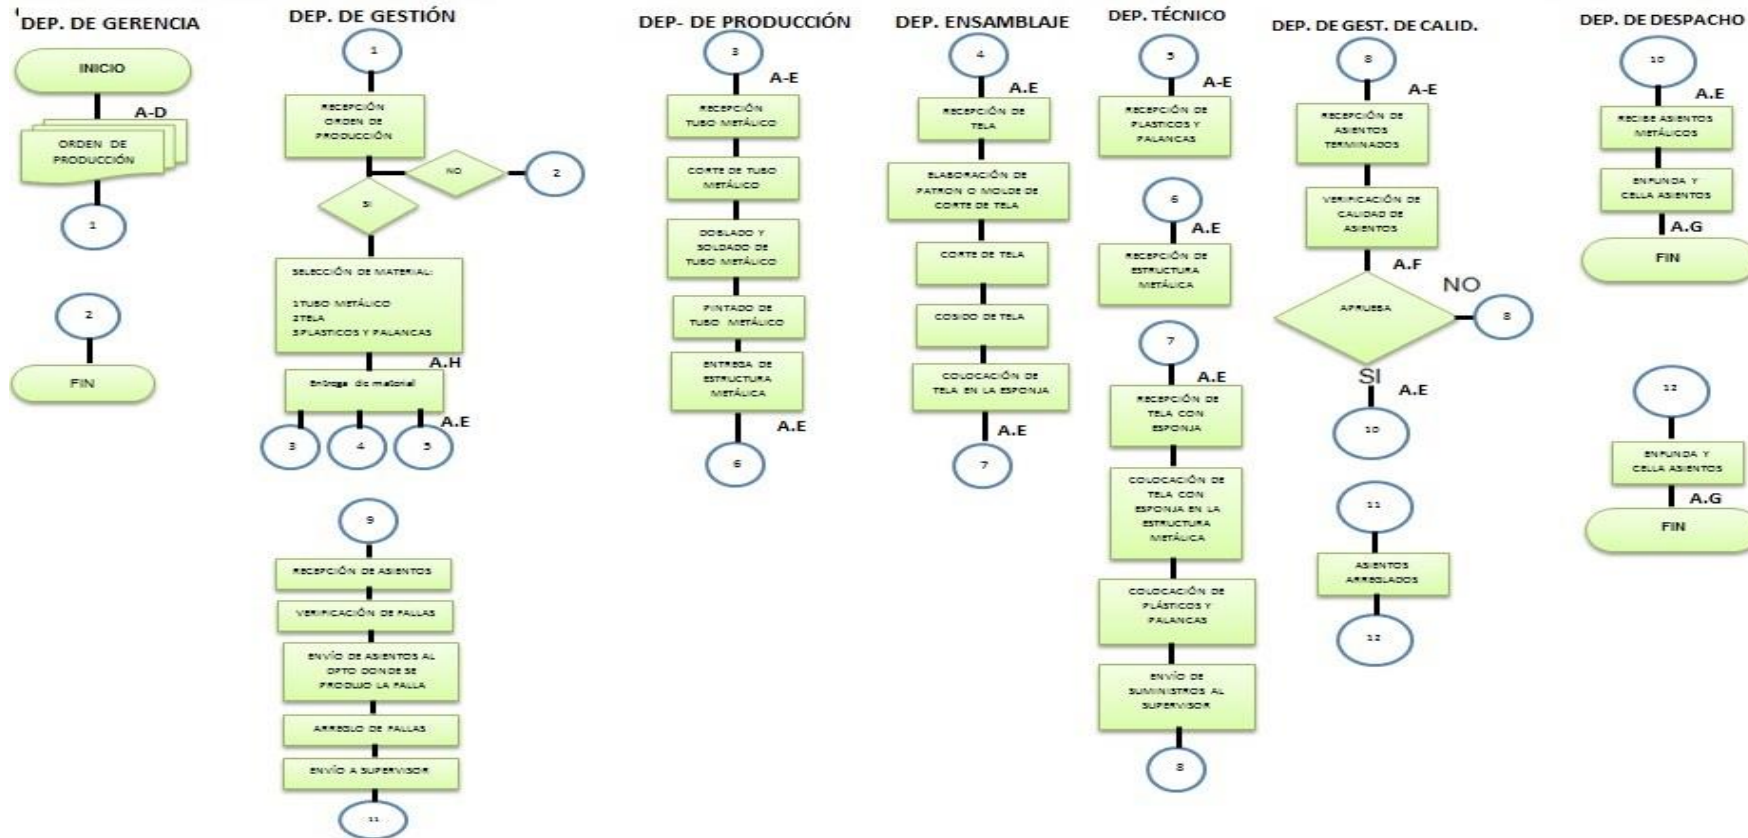 DEP. DE GERENCIA
INICIO
A-D
ORDEN DE
PRODUCCIÓN
1
2
FIN
DEP. DE GESTIÓN
1
RECEPCIÓN
ORDEN DE
PRODUCCIÓN
NO
2
SI
SELECCIÓN DE MATERIAL:
1TUBO METÁLICO
2TELA
3PLASTICOS Y PALANCAS
A.H
Entrega de material
A.E
3
4
5
9
RECEPCIÓN DE ASIENTOS
VERIFICACIÓN DE FALLAS
ENVÍO DE ASIENTOS AL
DPTO DONDE SE
PRODUJO LA FALLA
ARREGLO DE FALLAS
ENVÍO A SUPERVISOR
11
DEP- DE PRODUCCIÓN
3
A-E
RECEPCIÓN
TUBO METÁLICO
CORTE DE TUBO
METÁLICO
DOBLADO Y
SOLDADO DE
TUBO METÁLICO
PINTADO DE
TUBO METÁLICO
ENTREGA DE
ESTRUCTURA
METÁLICA
A.E
6
DEP. ENSAMBLAJE
4
A.E
RECEPCIÓN DE
TELA
ELABORACIÓN DE
PATRON O MOLDE DE
CORTE DE TELA
CORTE DE TELA
COSIDO DE TELA
COLOCACIÓN DE
TELA EN LA ESPONJA
A.E
7
DEP. TÉCNICO
5
A-E
RECEPCIÓN DE
PLASTICOS Y
PALANCAS
6
A.E
RECEPCIÓN DE
ESTRUCTURA
METÁLICA
7
A.E
RECEPCIÓN DE
TELA CON
ESPONJA
COLOCACIÓN DE
TELA CON
ESPONJA EN LA
ESTRUCTURA
METÁLICA
COLOCACIÓN DE
PLÁSTICOS Y
PALANCAS
ENVÍO DE
SUMINISTROS AL
SUPERVISOR
8
DEP. DE GEST. DE CALID.
8
A-E
RECEPCIÓN DE
ASIENTOS
TERMINADOS
VERIFICACIÓN DE
CALIDAD DE
ASIENTOS
A.F
APRUEBA
NO
8
SI
A.E
10
11
ASIENTOS
ARREGLADOS
12
DEP. DE DESPACHO
10
A.E
RECIBE ASIENTOS
METÁLICOS
ENFUNDA Y
CELLA ASIENTOS
A.G
FIN
12
ENFUNDA Y
CELLA ASIENTOS
A.G
FIN